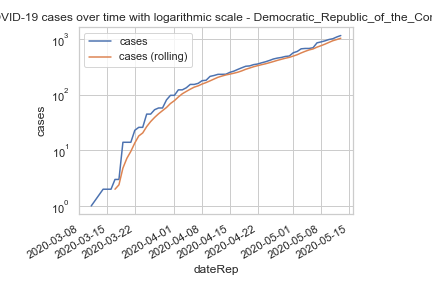 VID-19 cases over time with logarithmic scale - Democratic_Republic_of_the_Con
10³
10²
10¹
10⁰
cases
cases
cases (rolling)
2020-03-08
2020-03-15
2020-03-22
2020-04-01
2020-04-08
2020-04-15
2020-04-22
2020-05-01
2020-05-08
2020-05-15
dateRep